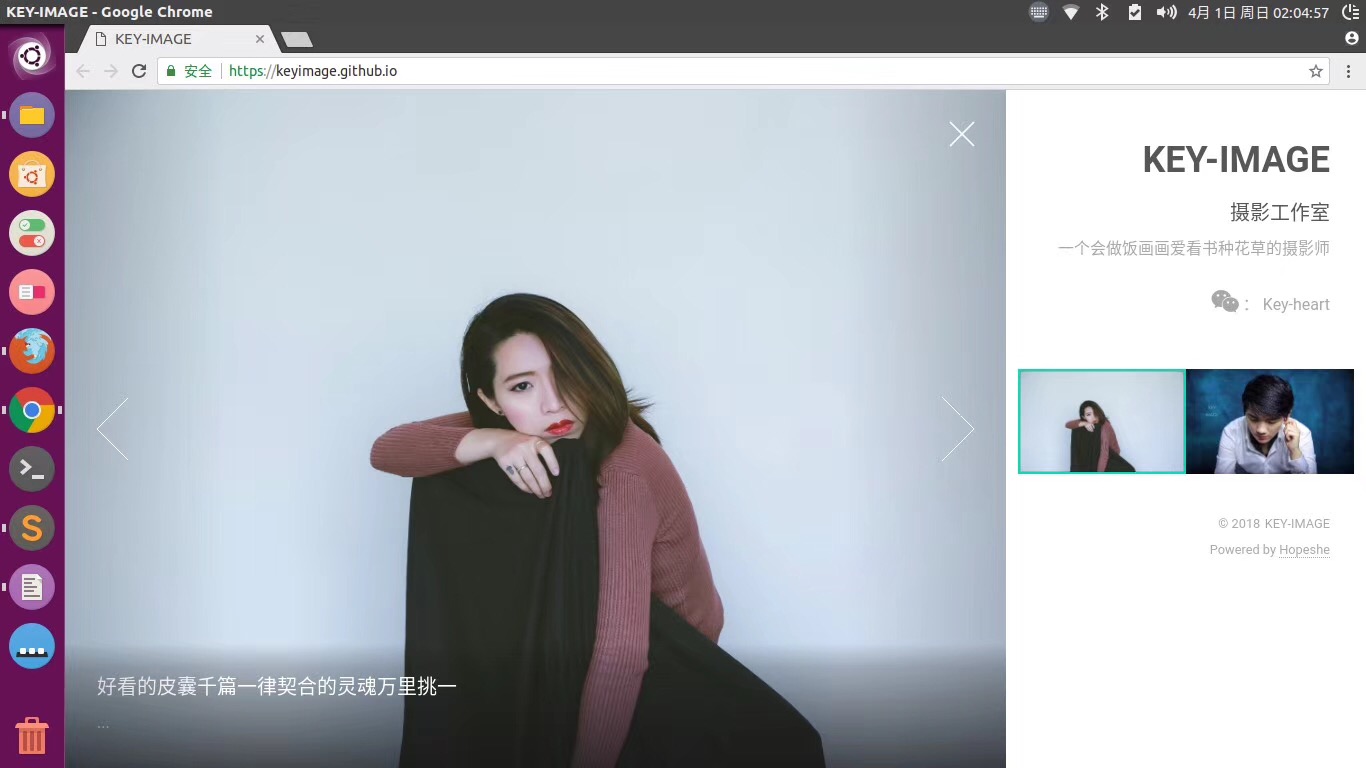 KEY-IMAGE - Google Chrome
4月 1日 周日 02:04:57
KEY-IMAGE
安全
https://keyimage.github.io
KEY-IMAGE
摄影工作室
一个会做饭画画爱看书种花草的摄影师
： Key-heart
© 2018 KEY-IMAGE
Powered by Hopeshe
好看的皮囊千篇一律契合的灵魂万里挑一
...